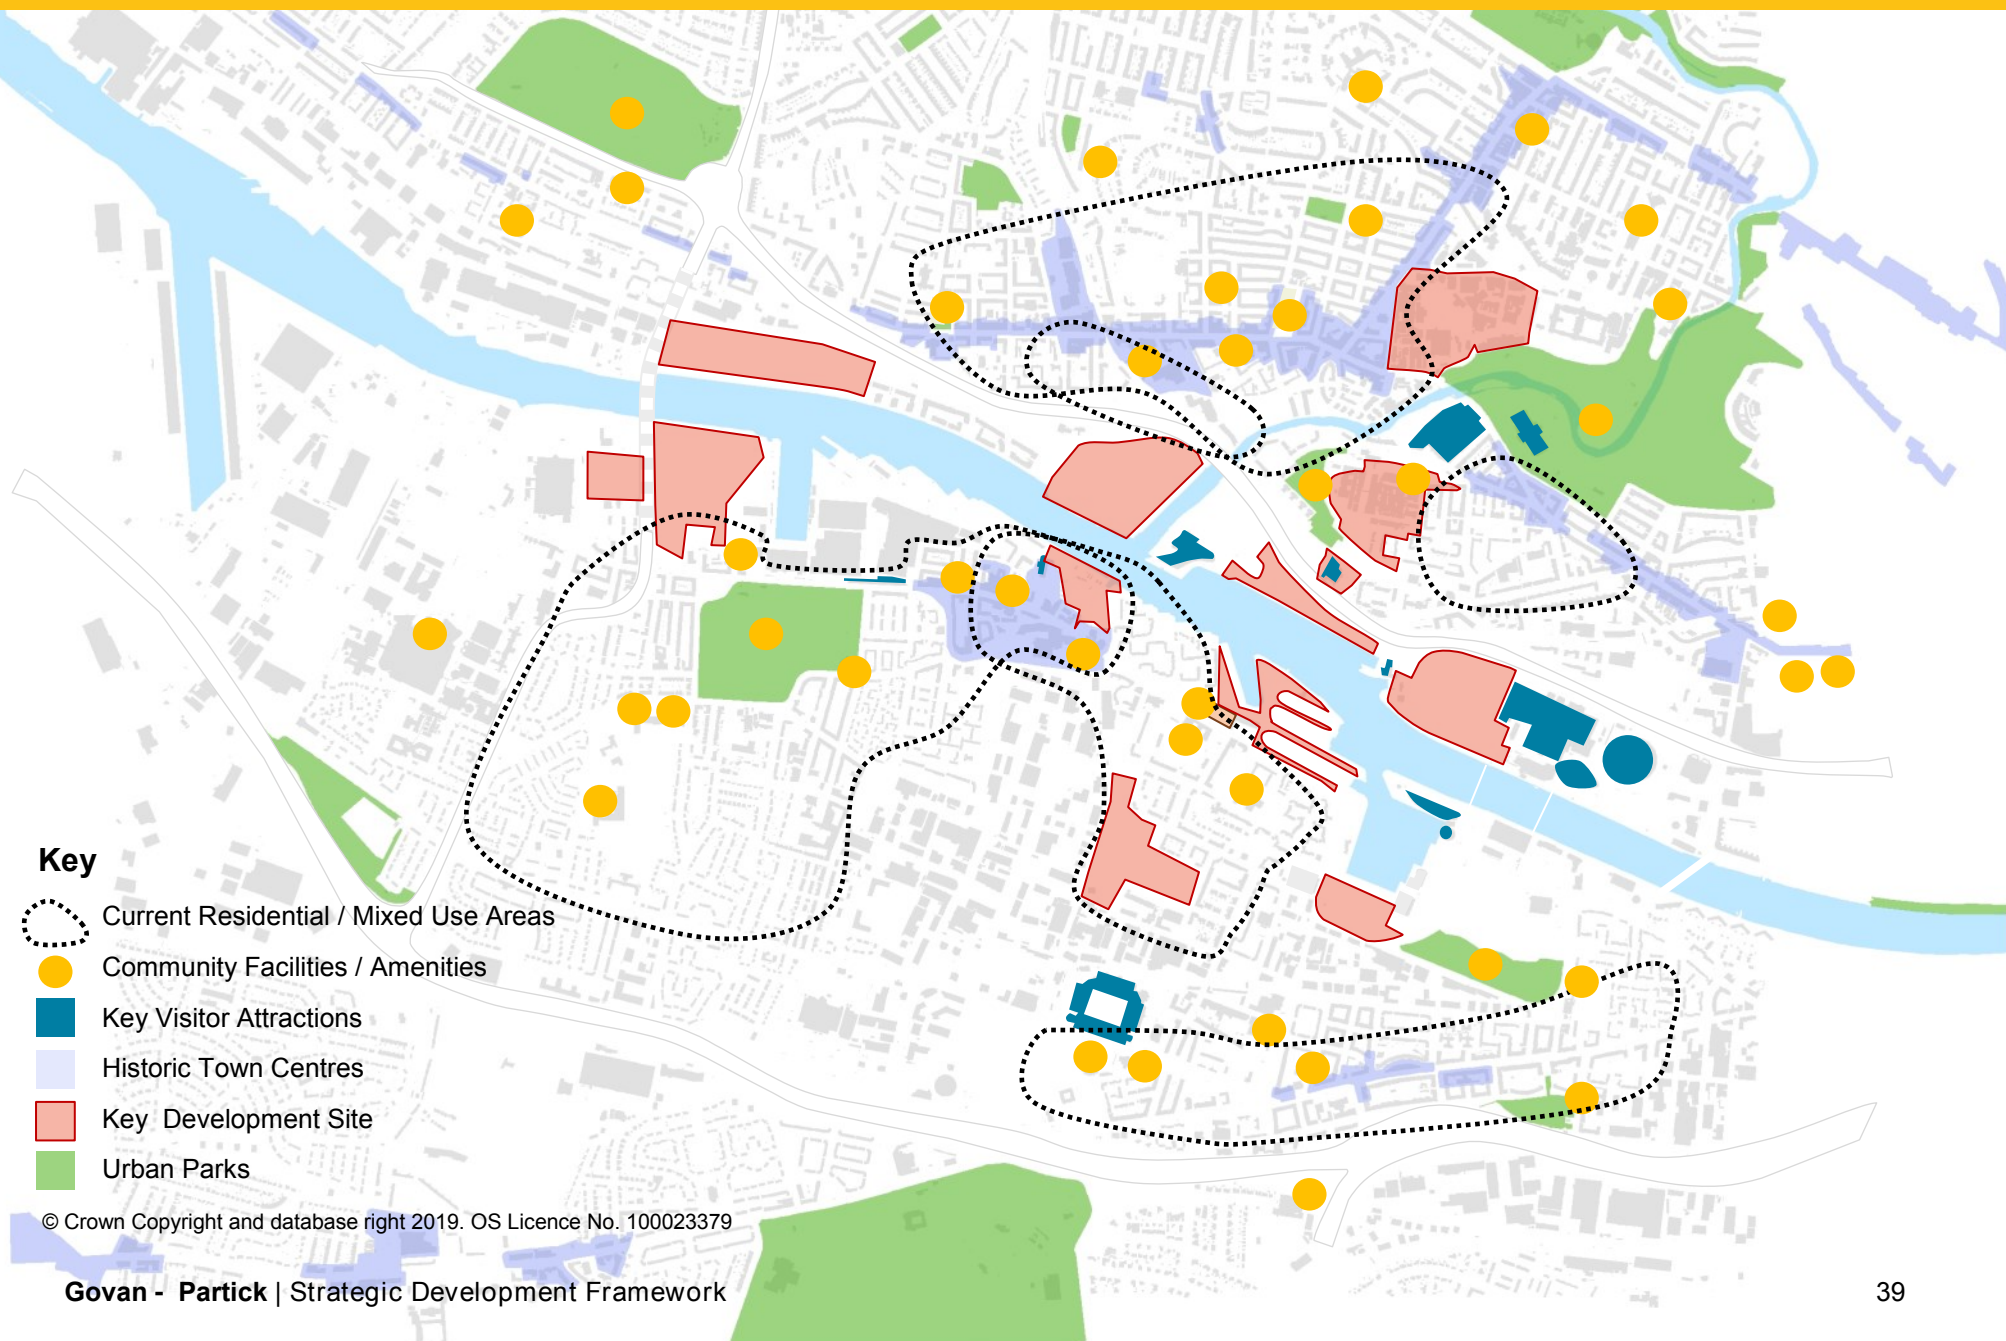 Key
Current Residential / Mixed Use Areas
Community Facilities / Amenities
Key Visitor Attractions
Historic Town Centres
Key Development Site
Urban Parks
© Crown Copyright and database right 2019. OS Licence No. 100023379
Govan - Partick | Strategic Development Framework
39